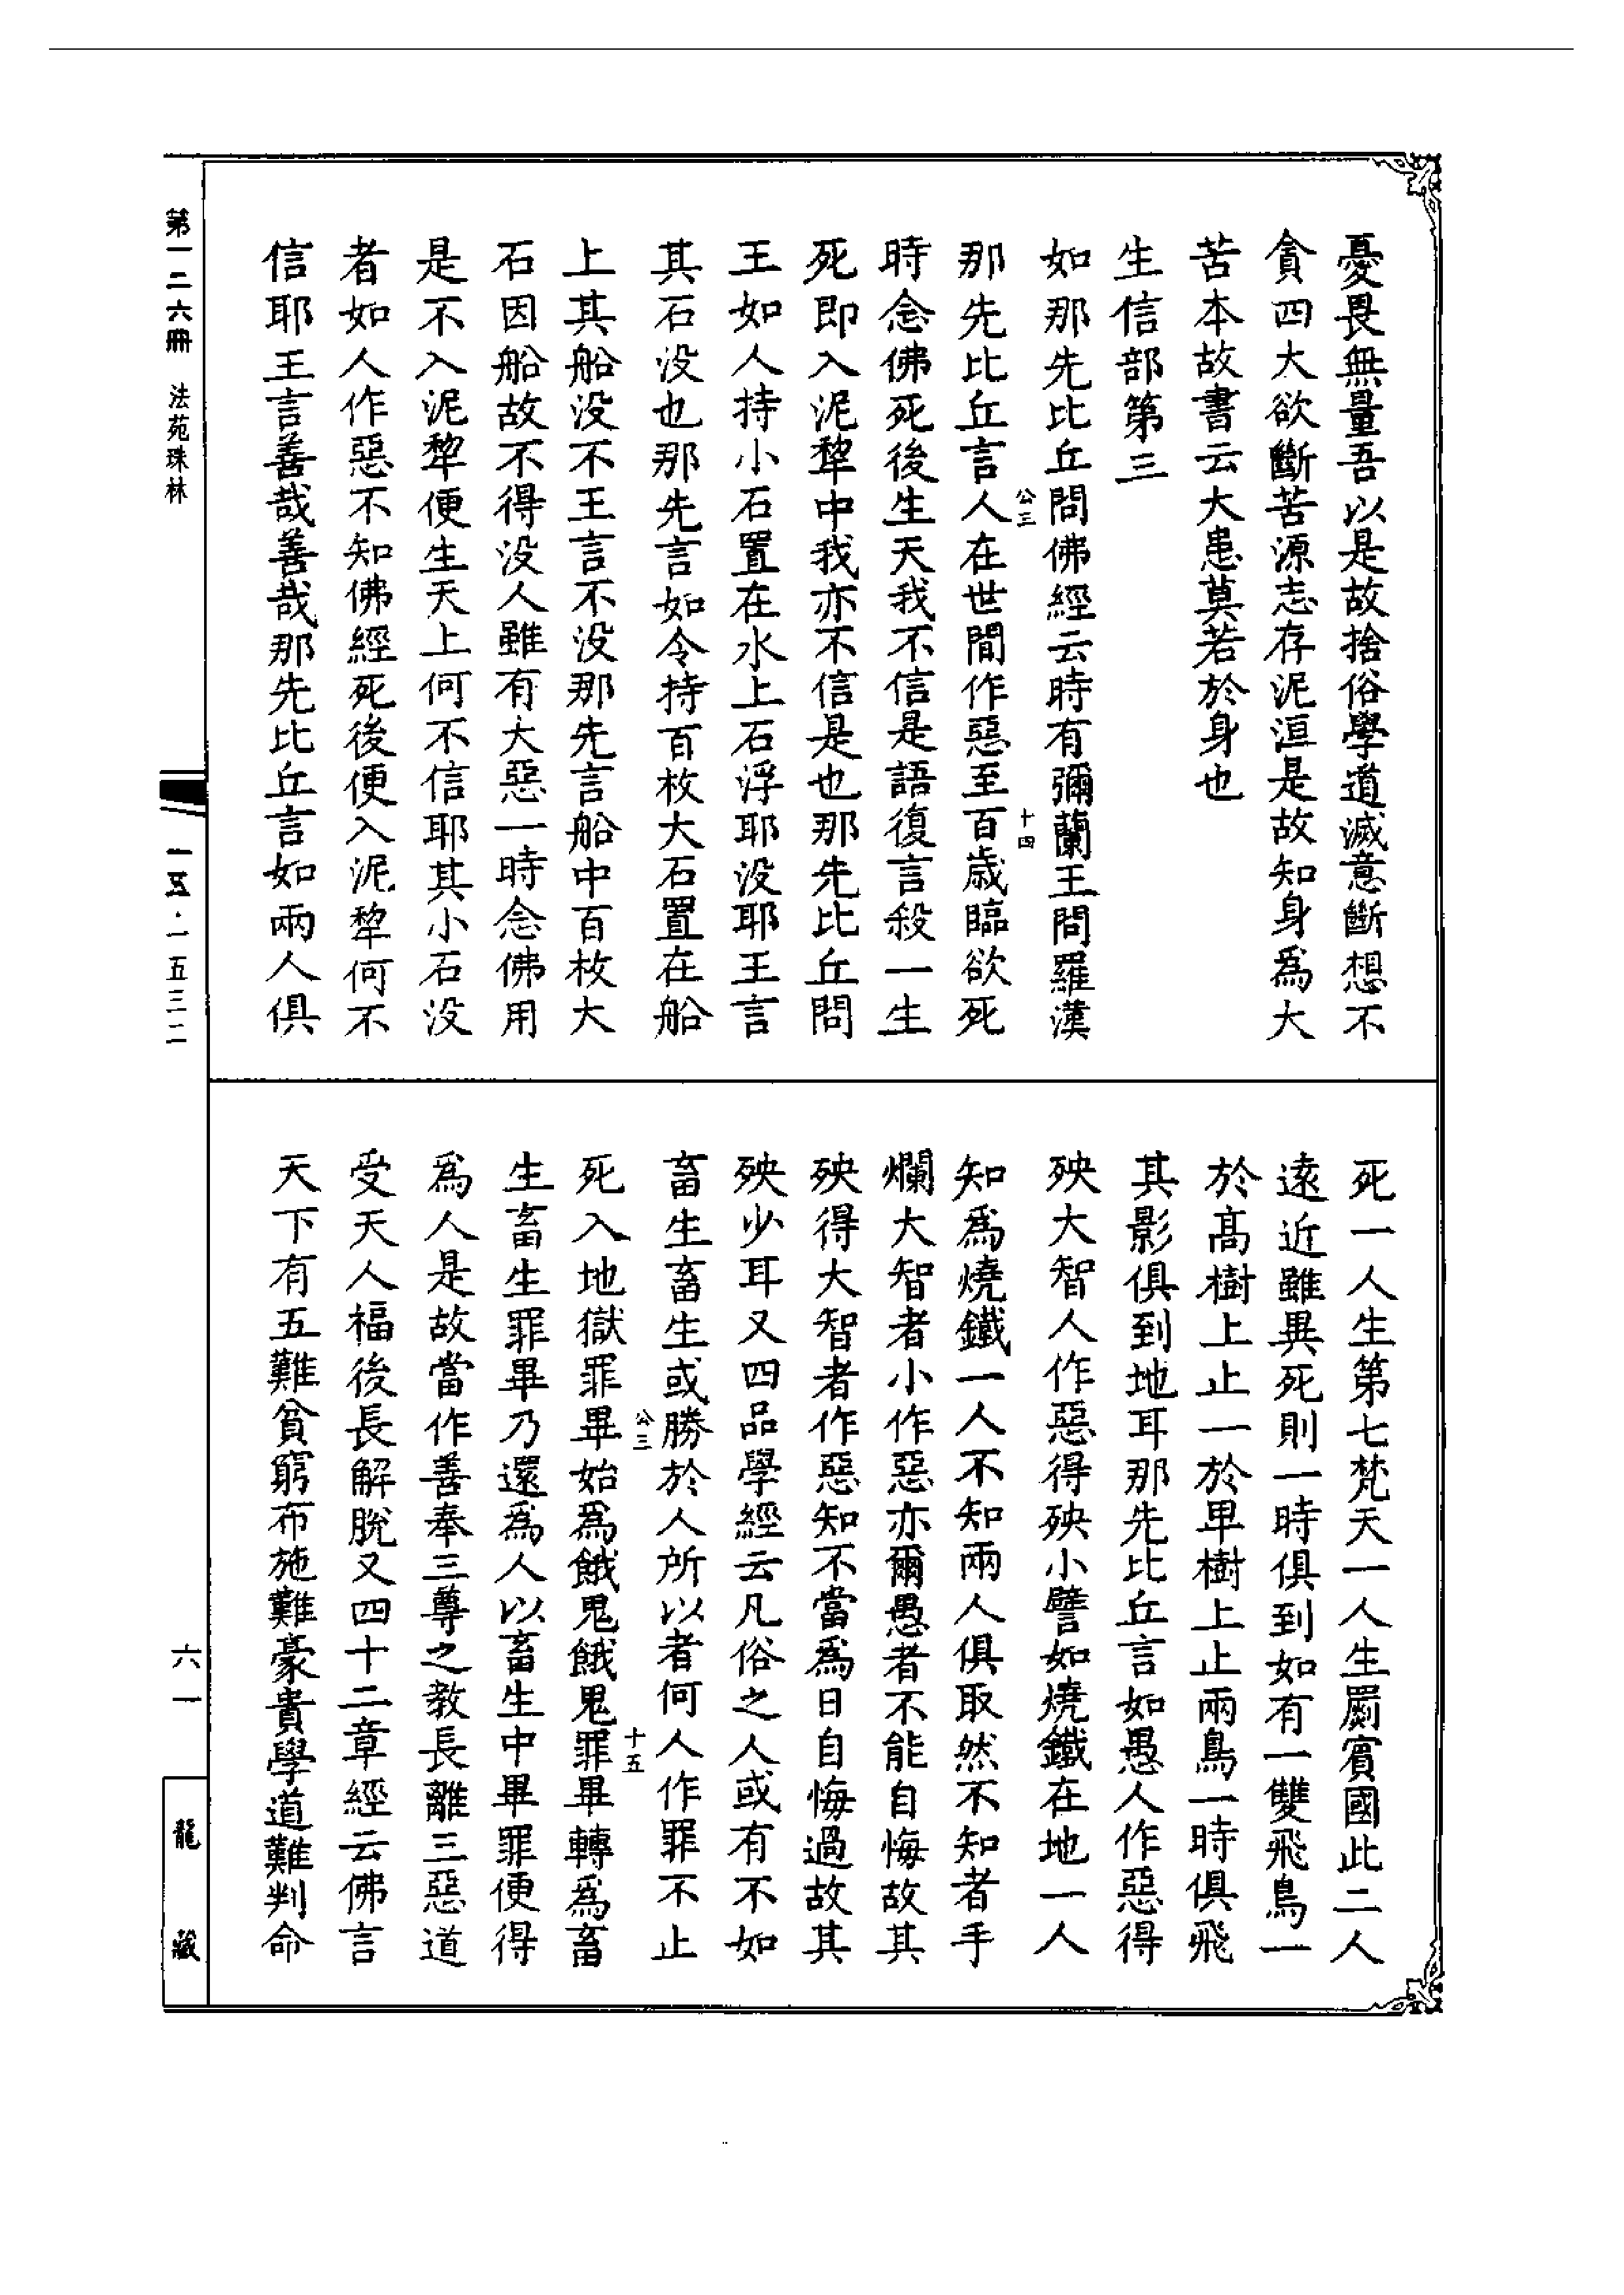 憂畏無量吾以是故捨俗學道滅意斷想不
貪四大欲斷苦源志存泥洹是故知身為大
苦本故書云大患莫若於身也
生信部第三
如那先比丘問佛經云時有彌蘭王問羅漢
公三 十四
那先比丘言人在世間作惡至百歲臨欲死
時念佛死後生天我不信是語復言殺一生
死即入泥犂中我亦不信是也那先比丘問
王如人持小石置在水上石浮耶没耶王言
其石没也那先言如令持百枚大石置在船
上其船没不王言不没那先言船中百枚大
石因船故不得没人雖有大惡一時念佛用
是不入泥犂便生天上何不信耶其小石没
者如人作惡不知佛經死後便入泥犂何不
信耶王言善哉善哉那先比丘言如兩人俱
死一人生第七梵天一人生罽賓國此二人
遠近雖異死則一時俱到如有一雙飛鳥一
於高樹上止一於卑樹上止兩鳥一時俱飛
其影俱到地耳那先比丘言如愚人作惡得
殃大智人作惡得殃小譬如燒鐵在地一人
知為燒鐵一人不知兩人俱取然不知者手
爛大智者小作惡亦爾愚者不能自悔故其
殃得大智者作惡知不當為日自悔過故其
殃少耳又四品學經云凡俗之人或有不如
畜生畜生或勝於人所以者何人作罪不止
公三 十五
死入地獄罪畢始為餓鬼餓鬼罪畢轉為畜
生畜生罪畢乃還為人以畜生中畢罪便得
為人是故當作善奉三尊之教長離三惡道
受天人福後長解脫又四十二章經云佛言
天下有五難貧窮布施難豪貴學道難判命
第一二六冊 法苑珠林
一五·一五三二
六一
龍藏